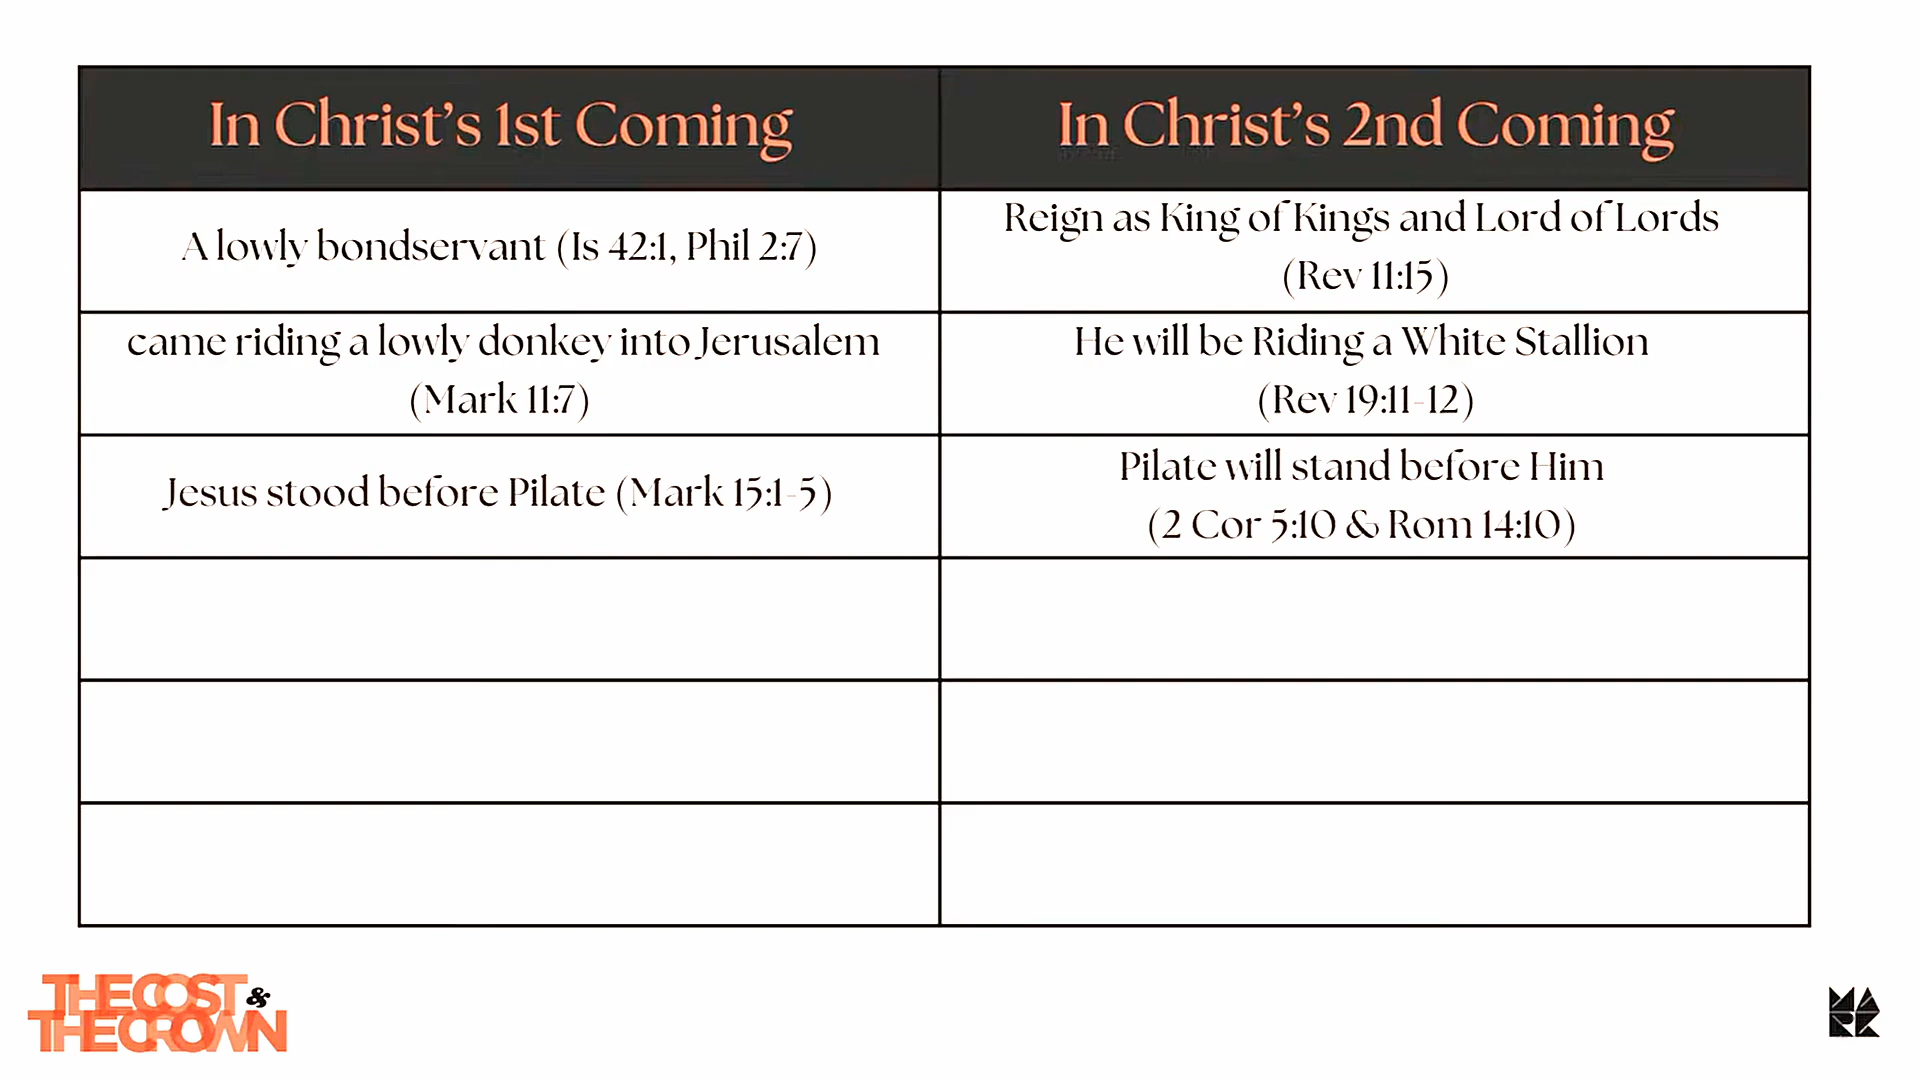 In Christ's 1st Coming
In Christ's 2nd Coming
A lowly bondservant (Is 42:1, Phil 2:7)
Reign as King of Kings and Lord of Lords
(Rev 11:15)
came riding a lowly donkey into Jerusalem
(Mark 11:7)
He will be Riding a White Stallion
(Rev 19:11-12)
Jesus stood before Pilate (Mark 15:1-5)
Pilate will stand before Him
(2 Cor 5:10 & Rom 14:10)
THE COST &
THE CROWN
MA
RK